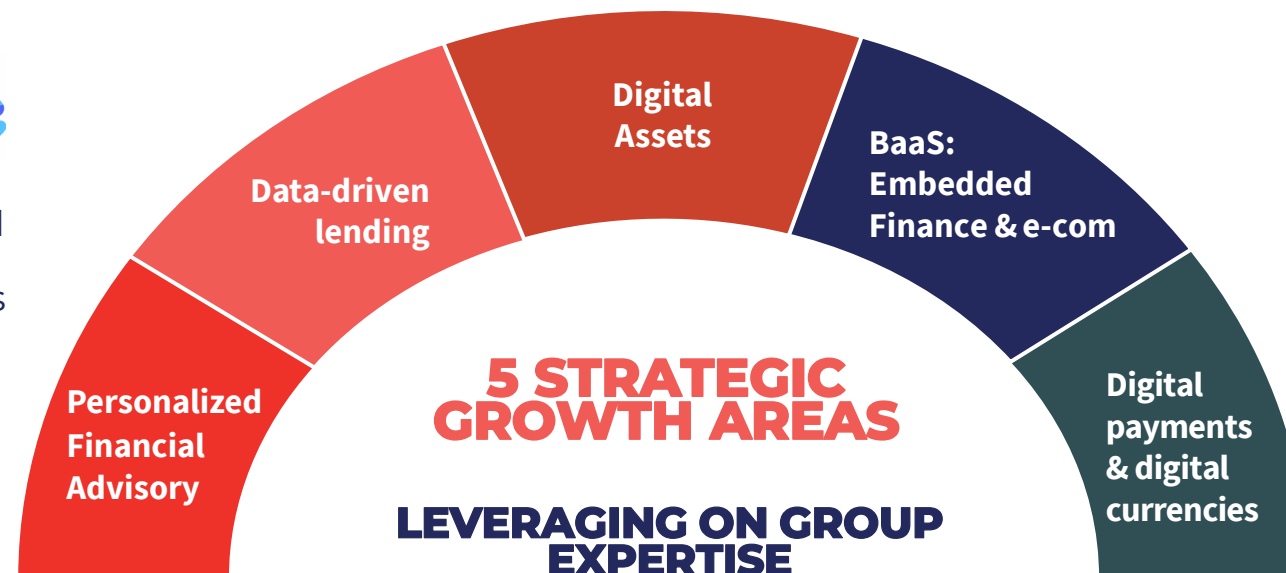 Digital
Assets
BaaS:
Embedded
Finance & e-com
Data-driven
lending
Personalized
Financial
Advisory
Digital
payments
& digital
currencies
5 STRATEGIC
GROWTH AREAS
LEVERAGING ON GROUP
EXPERTISE